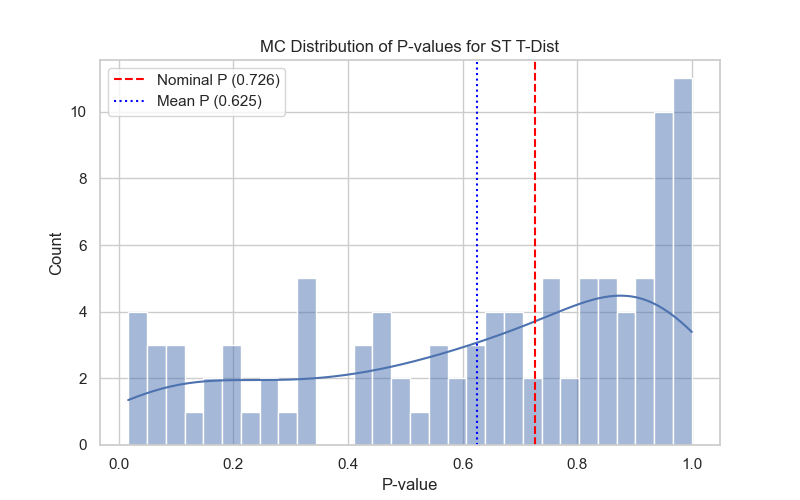 MC Distribution of P-values for ST T-Dist
Nominal P (0.726)
Mean P (0.625)
10
8
6
4
2
0
Count
0.0 0.2 0.4 0.6 0.8 1.0
P-value